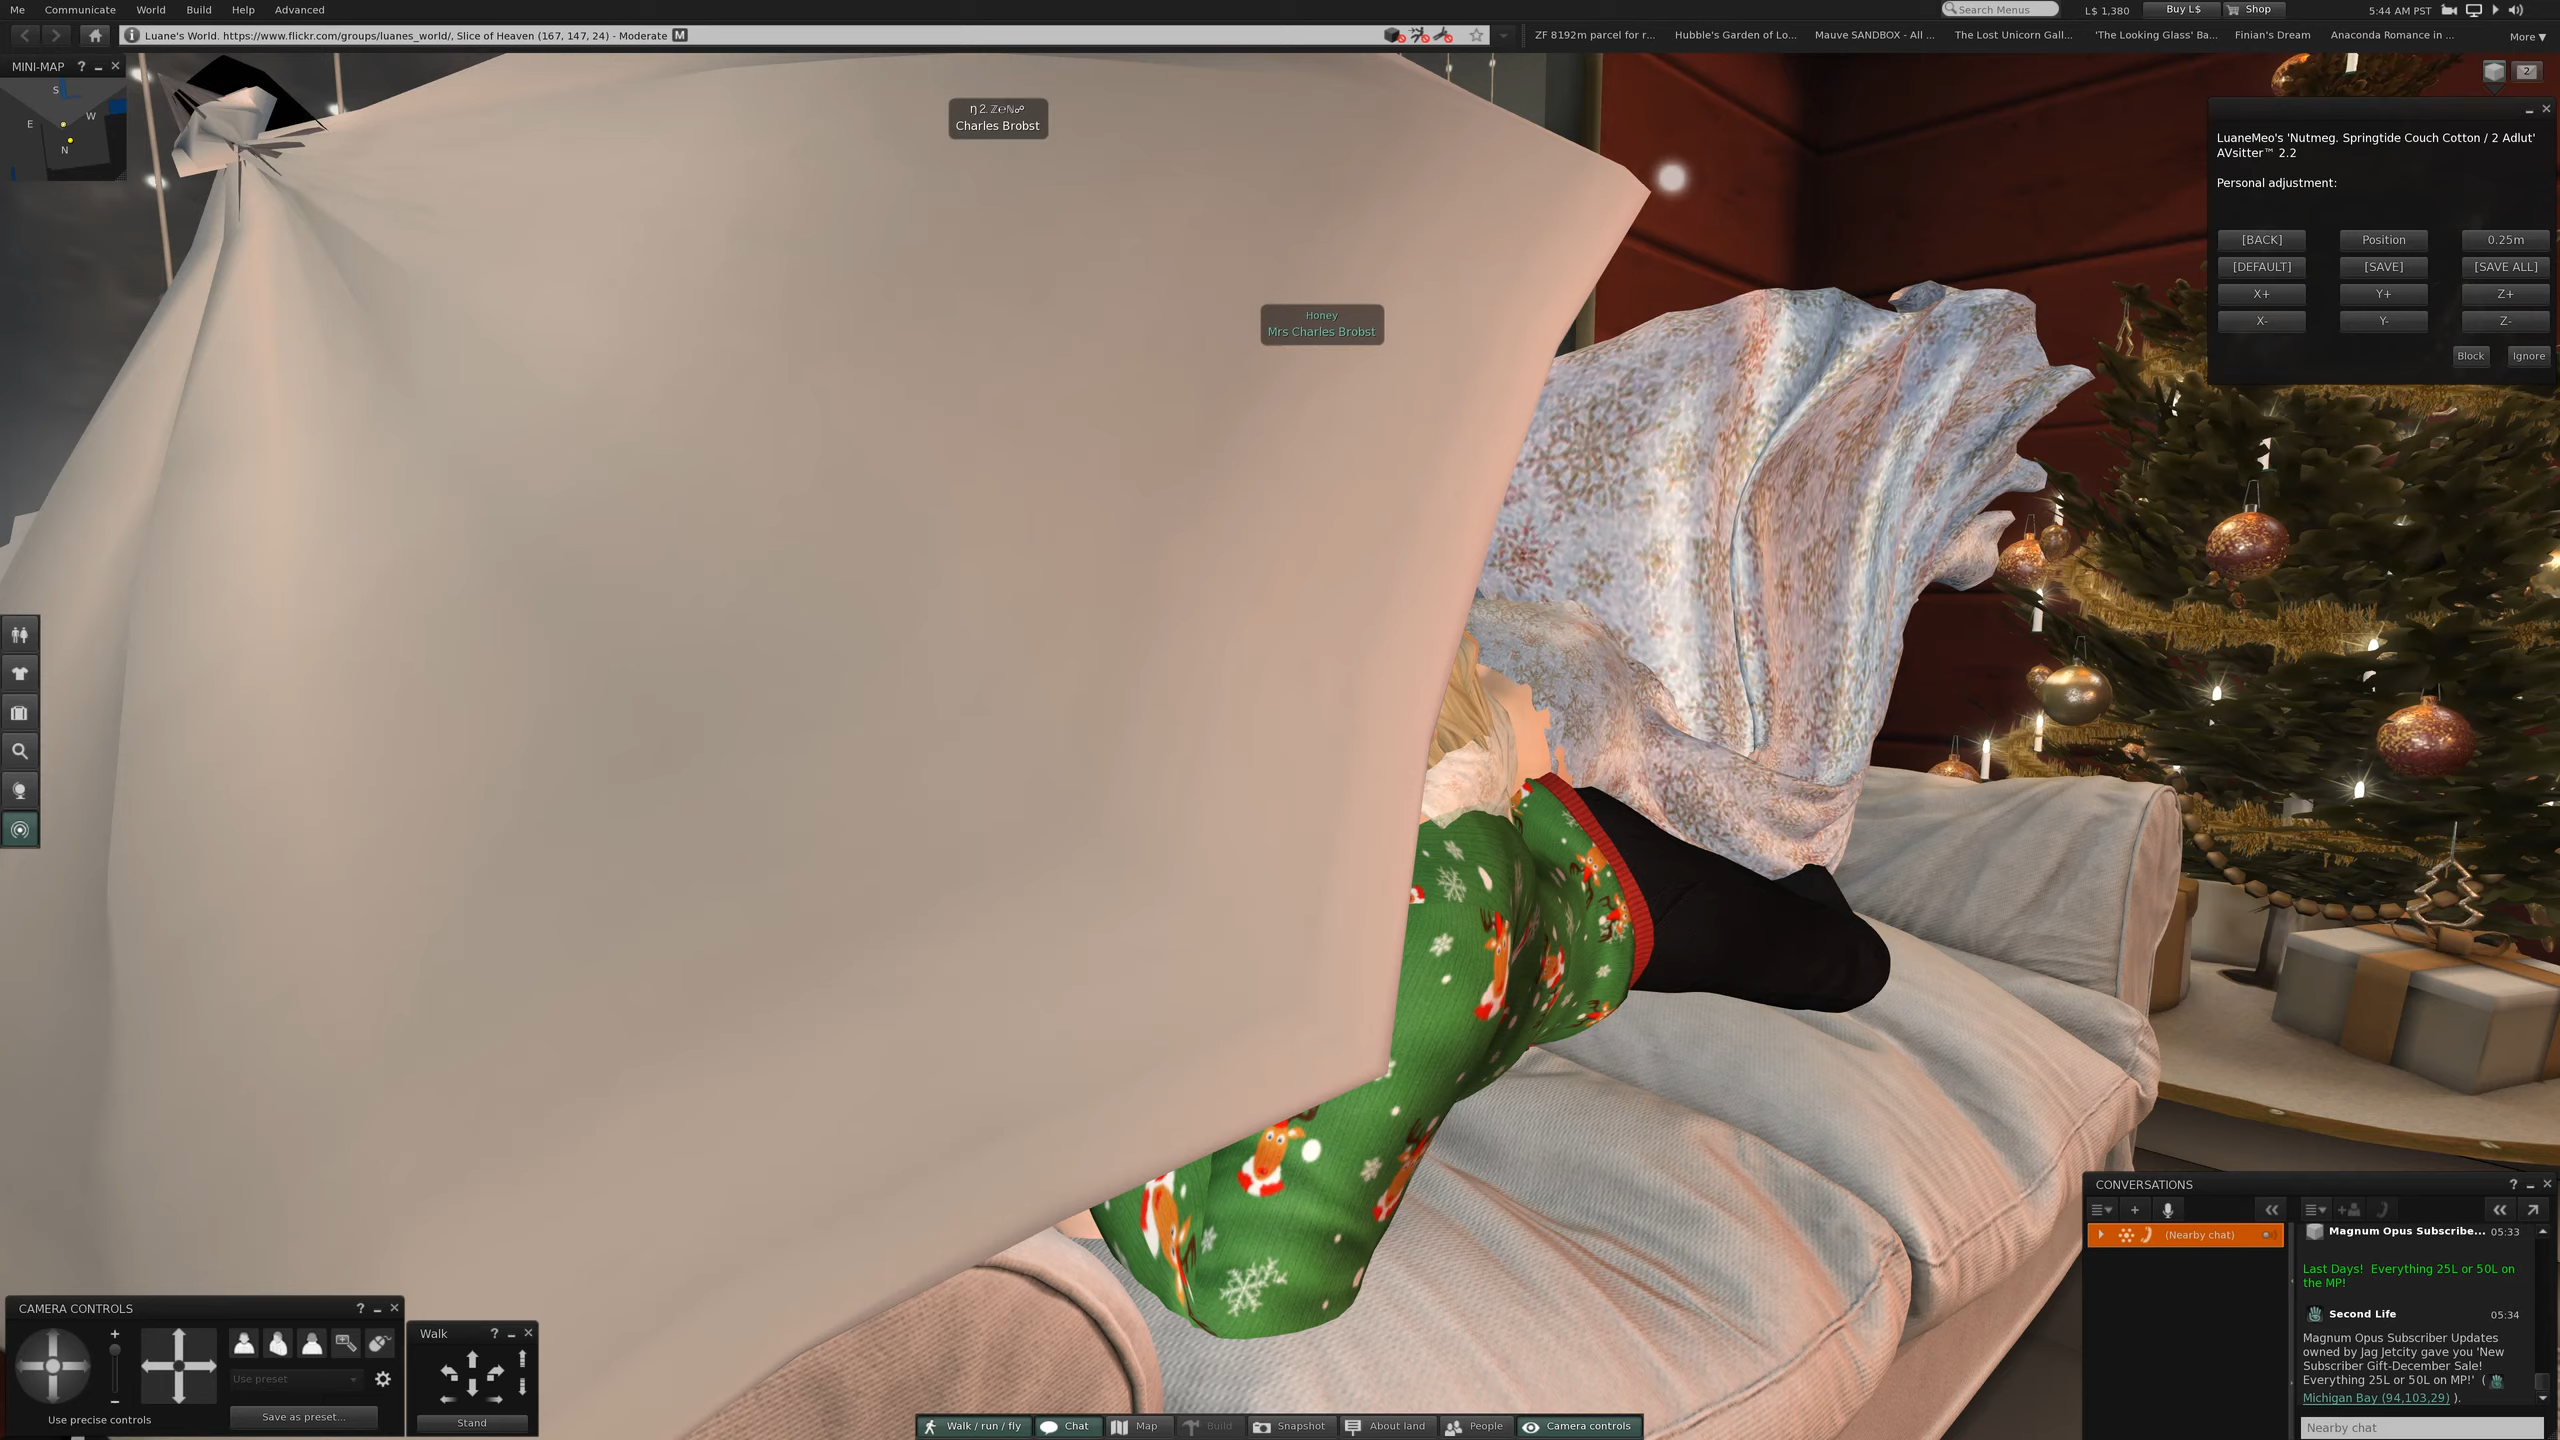 Me Communicate World Build Help Advanced
Search Menus
L$ 1,380
Buy L$
Shop
5:44 AM PST
Luane's World. https://www.flickr.com/groups/luanes_world/, Slice of Heaven (167, 147, 24) - Moderate M
ZF 8192m parcel for r...
Hubble's Garden of Lo...
Mauve SANDBOX - All ...
The Lost Unicorn Gall...
'The Looking Glass' Ba...
Finian's Dream
Anaconda Romance in ...
More
MINI-MAP ?
S
E
W
N
2
Charles Brobst
Honey
Mrs Charles Brobst
LuaneMeo's 'Nutmeg. Springtide Couch Cotton / 2 Adlut'
AVsitter™ 2.2
Personal adjustment:
[BACK] Position 0.25m
[DEFAULT] [SAVE] [SAVE ALL]
X+ Y+ Z+
X- Y- Z-
Block Ignore
CONVERSATIONS ?
(Nearby chat)
Magnum Opus Subscribe... 05:33
Last Days! Everything 25L or 50L on
the MP!
Second Life 05:34
Magnum Opus Subscriber Updates
owned by Jag Jetcity gave you 'New
Subscriber Gift-December Sale!
Everything 25L or 50L on MP!' (
Michigan Bay (94,103,29) ).
Nearby chat
CAMERA CONTROLS ?
Use preset
Use precise controls
Save as preset...
Walk ?
Stand
Walk / run / fly
Chat
Map
Build
Snapshot
About land
People
Camera controls